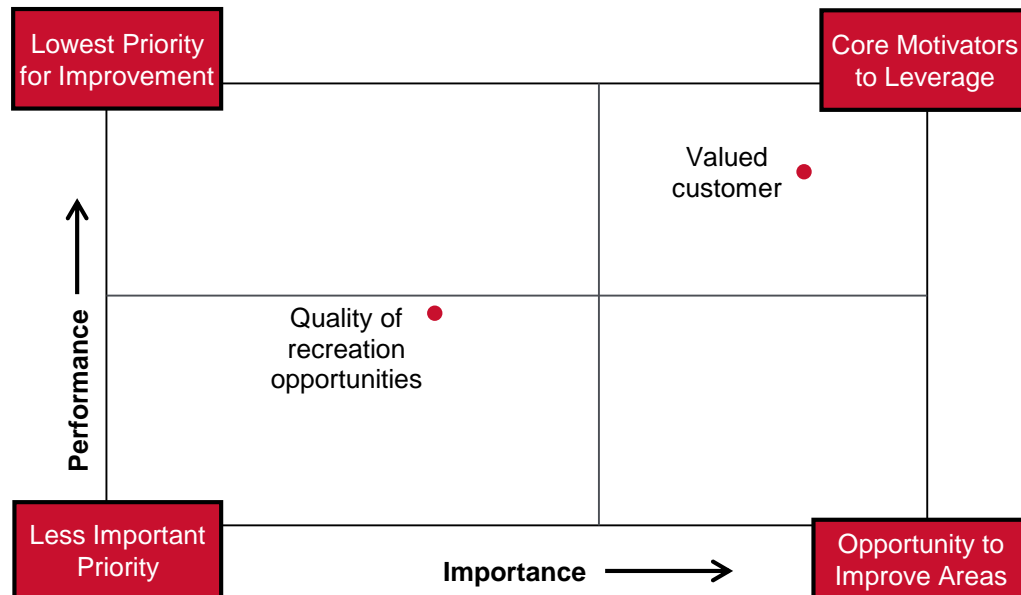 Lowest Priority
for Improvement
Core Motivators
to Leverage
Valued
customer
Quality of
recreation
opportunities
Performance
Less Important
Priority
Importance
Opportunity to
Improve Areas